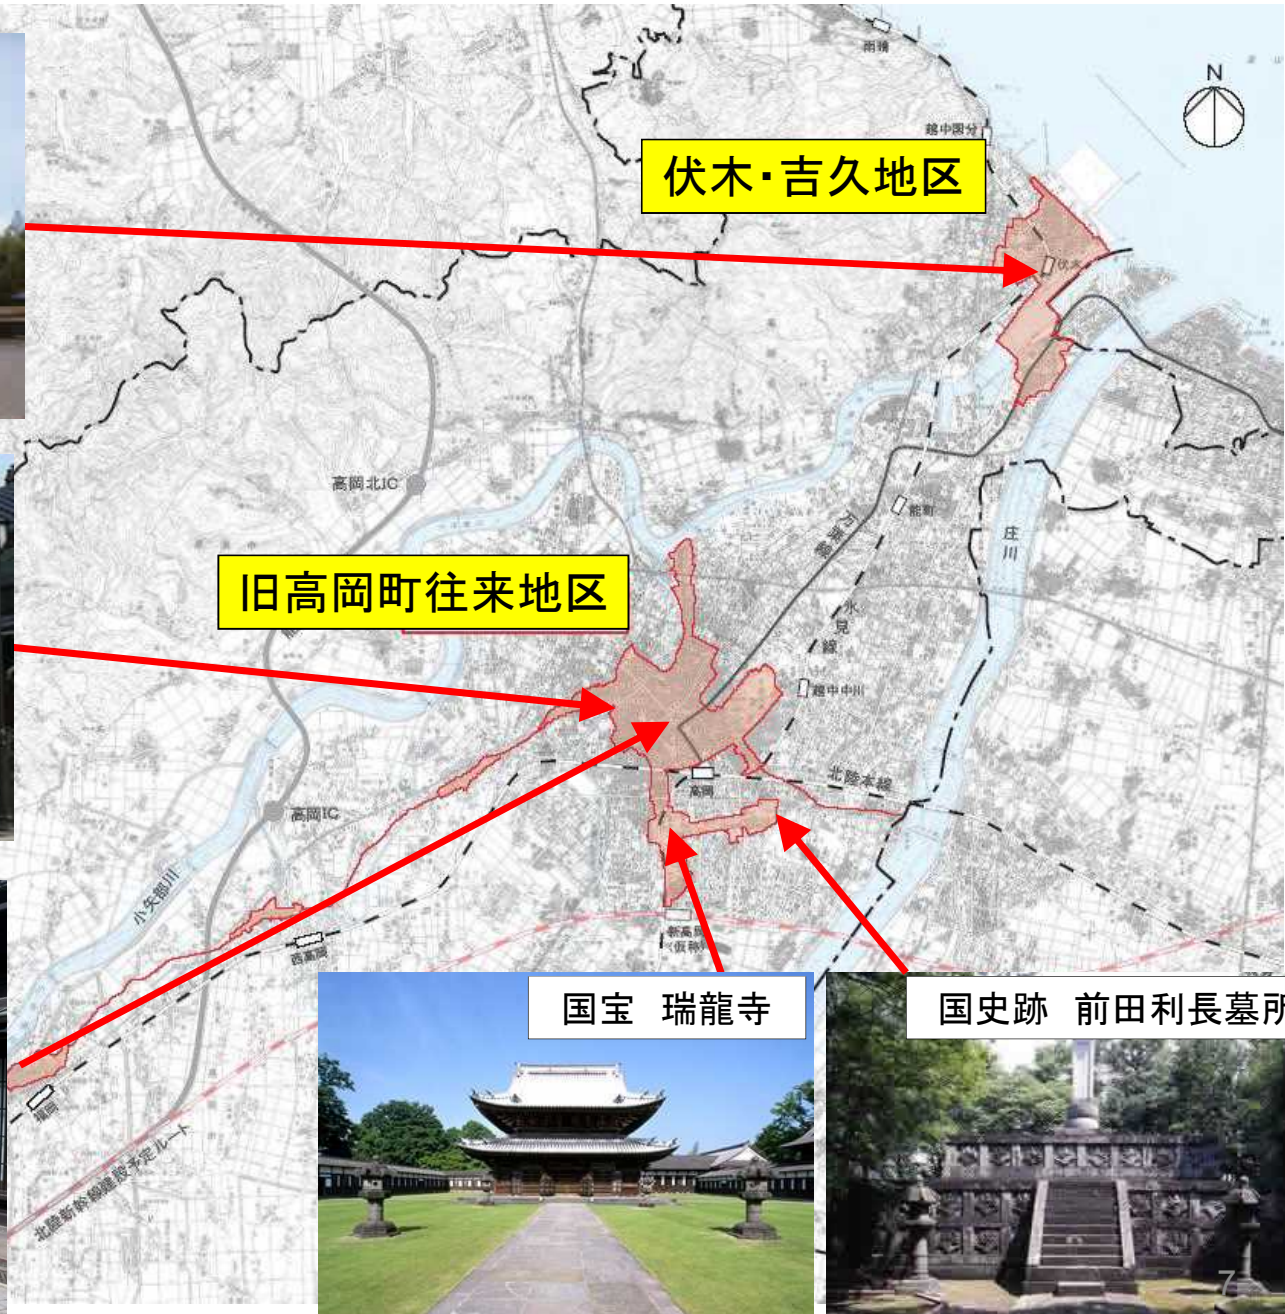 雨晴
N
越中国分
伏木・吉久地区
伏木
高岡北IC
能町
万葉線
庄川
旧高岡町往来地区
氷見線
越中中川
北陸本線
高岡
高岡IC
小矢部川
新高岡
(仮称)
西高岡
福岡
北陸新幹線建設予定ルート
国宝 瑞龍寺
国史跡 前田利長墓所
7